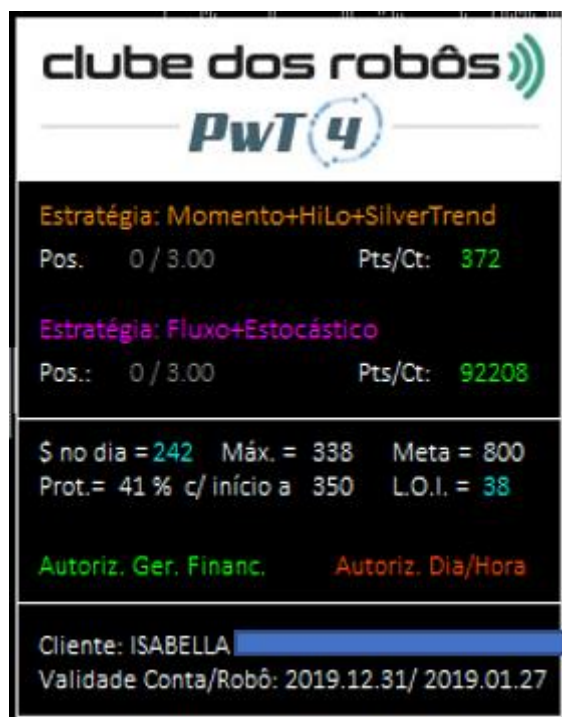 clube dos robôs
PwT 4
Estratégia: Momento+HiLo+SilverTrend
Pos. 0 / 3.00 Pts/Ct: 372
Estratégia: Fluxo+Estocástico
Pos.: 0 / 3.00 Pts/Ct: 92208
$ no dia = 242 Máx. = 338 Meta = 800
Prot.= 41 % c/ início a 350 L.O.I. = 38
Autoriz. Ger. Financ. Autoriz. Dia/Hora
Cliente: ISABELLA
Validade Conta/Robô: 2019.12.31/ 2019.01.27